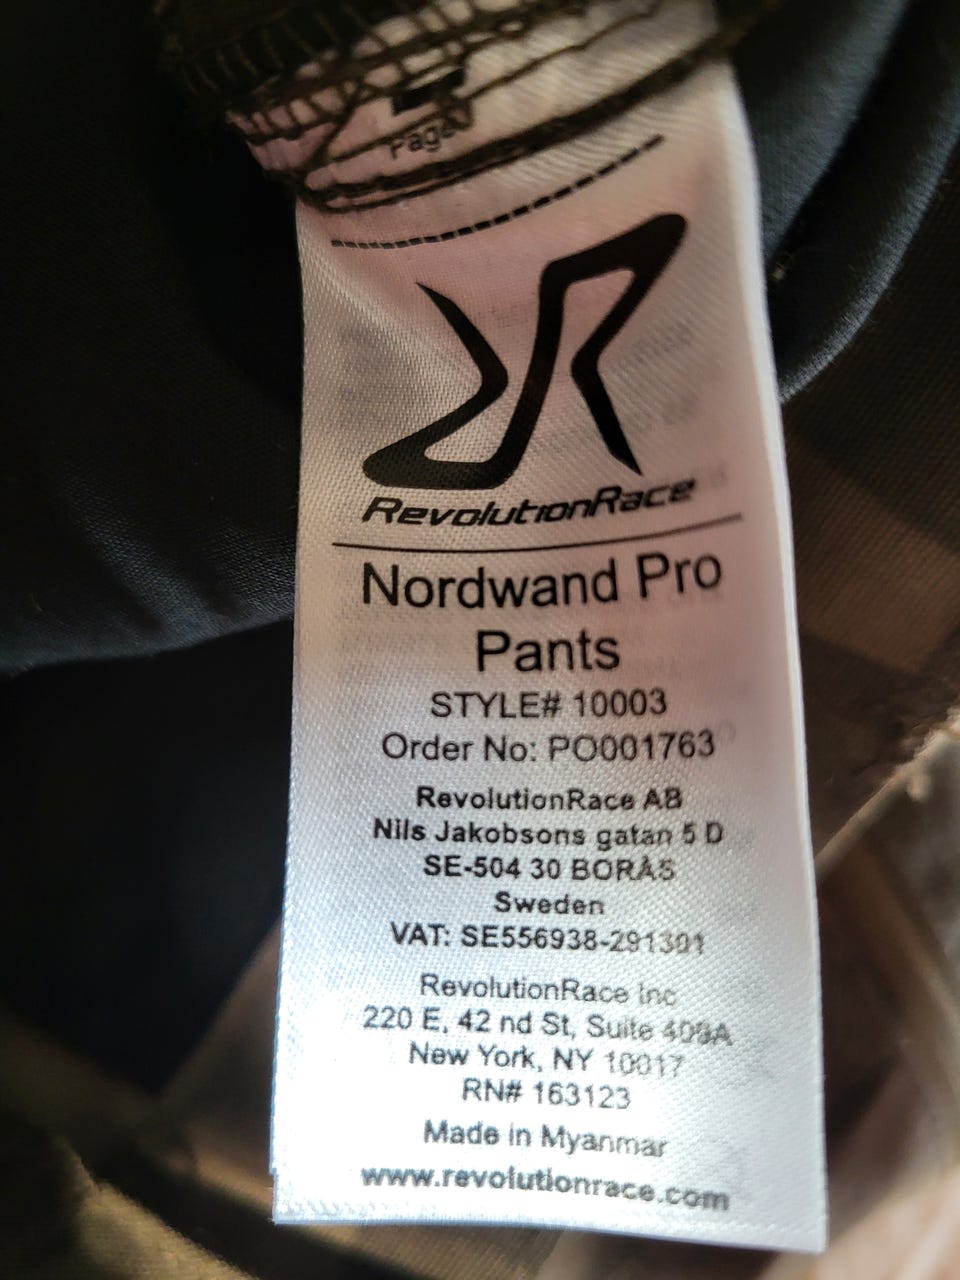 Page
RevolutionRace
Nordwand Pro
Pants
STYLE# 10003
Order No: PO001763
RevolutionRace AB
Nils Jakobsons gatan 5 D
SE-504 30 BORÅS
Sweden
VAT: SE556938-291301
RevolutionRace Inc
220 E, 42 nd St, Suite 409A
New York, NY 10017
RN# 163123
Made in Myanmar
www.revolutionrace.com